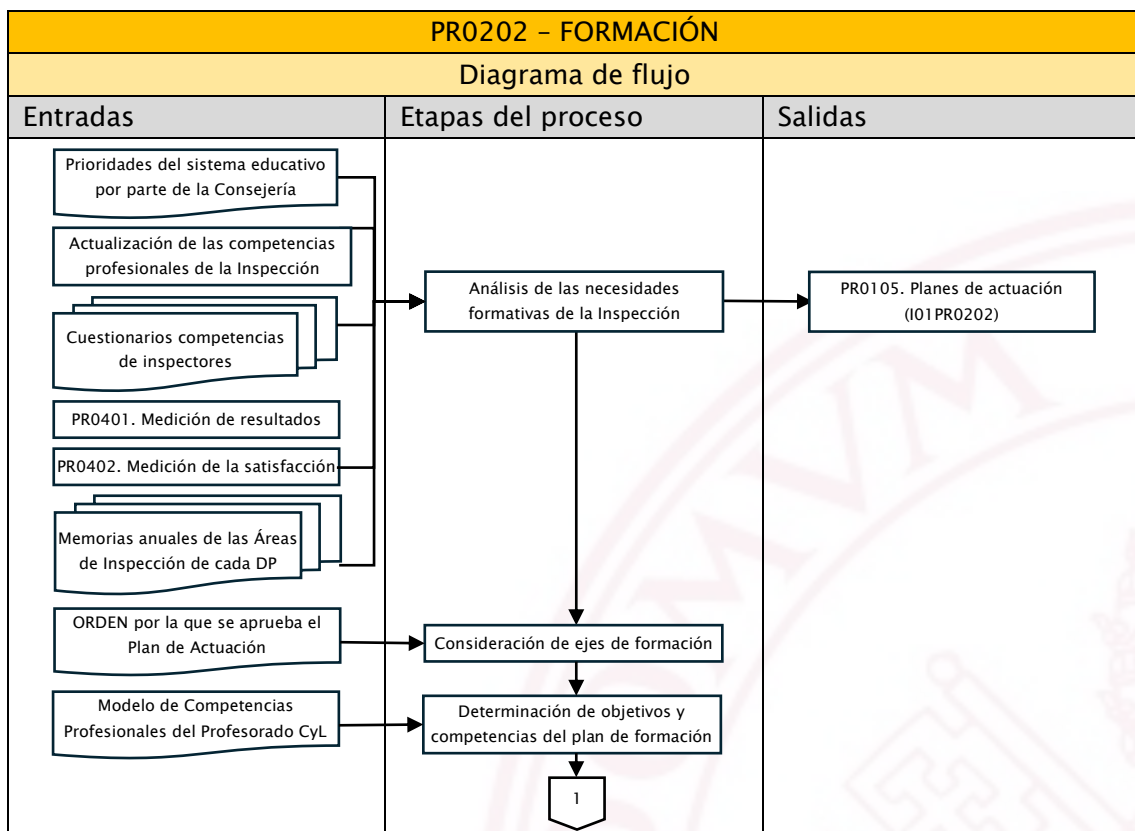 PR0202 – FORMACIÓN
Diagrama de flujo
Entradas
Etapas del proceso
Salidas
Prioridades del sistema educativo
por parte de la Consejería
Actualización de las competencias
profesionales de la Inspección
Cuestionarios competencias
de inspectores
PR0401. Medición de resultados
PR0402. Medición de la satisfacción
Memorias anuales de las Áreas
de Inspección de cada DP
ORDEN por la que se aprueba el
Plan de Actuación
Modelo de Competencias
Profesionales del Profesorado CyL
Análisis de las necesidades
formativas de la Inspección
Consideración de ejes de formación
Determinación de objetivos y
competencias del plan de formación
1
PR0105. Planes de actuación
(I01PR0202)